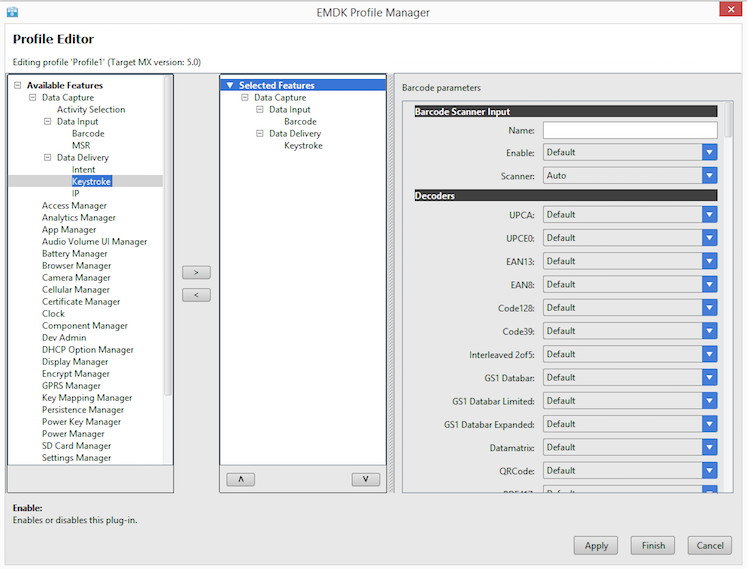 EMDK Profile Manager
Profile Editor
Editing profile 'Profile1' (Target MX version: 5.0)
Available Features
Data Capture
Activity Selection
Data Input
Barcode
MSR
Data Delivery
Intent
Keystroke
IP
Access Manager
Analytics Manager
App Manager
Audio Volume UI Manager
Battery Manager
Browser Manager
Camera Manager
Cellular Manager
Certificate Manager
Clock
Component Manager
Dev Admin
DHCP Option Manager
Display Manager
Encrypt Manager
GPRS Manager
Key Mapping Manager
Persistence Manager
Power Key Manager
Power Manager
SD Card Manager
Settings Manager
>
<
Selected Features
Data Capture
Data Input
Barcode
Data Delivery
Keystroke
Barcode parameters
Barcode Scanner Input
Name:
Enable: Default
Scanner: Auto
Decoders
UPCA: Default
UPCE0: Default
EAN13: Default
EAN8: Default
Code128: Default
Code39: Default
Interleaved 2of5: Default
GS1 Databar: Default
GS1 Databar Limited: Default
GS1 Databar Expanded: Default
Datamatrix: Default
QRCode: Default
Enable:
Enables or disables this plug-in.
Apply Finish Cancel